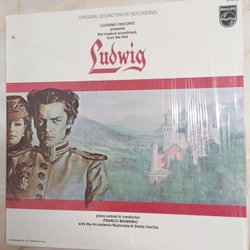 ORIGINAL SOUNDTRACK RECORDING
PHILIPS
LUCHINO VISCONTI
presents
the musical soundtrack
from the film
Ludwig
piano soloist & conductor
FRANCO MANNINO
with the Accademia Nazionale di Santa Cecilia